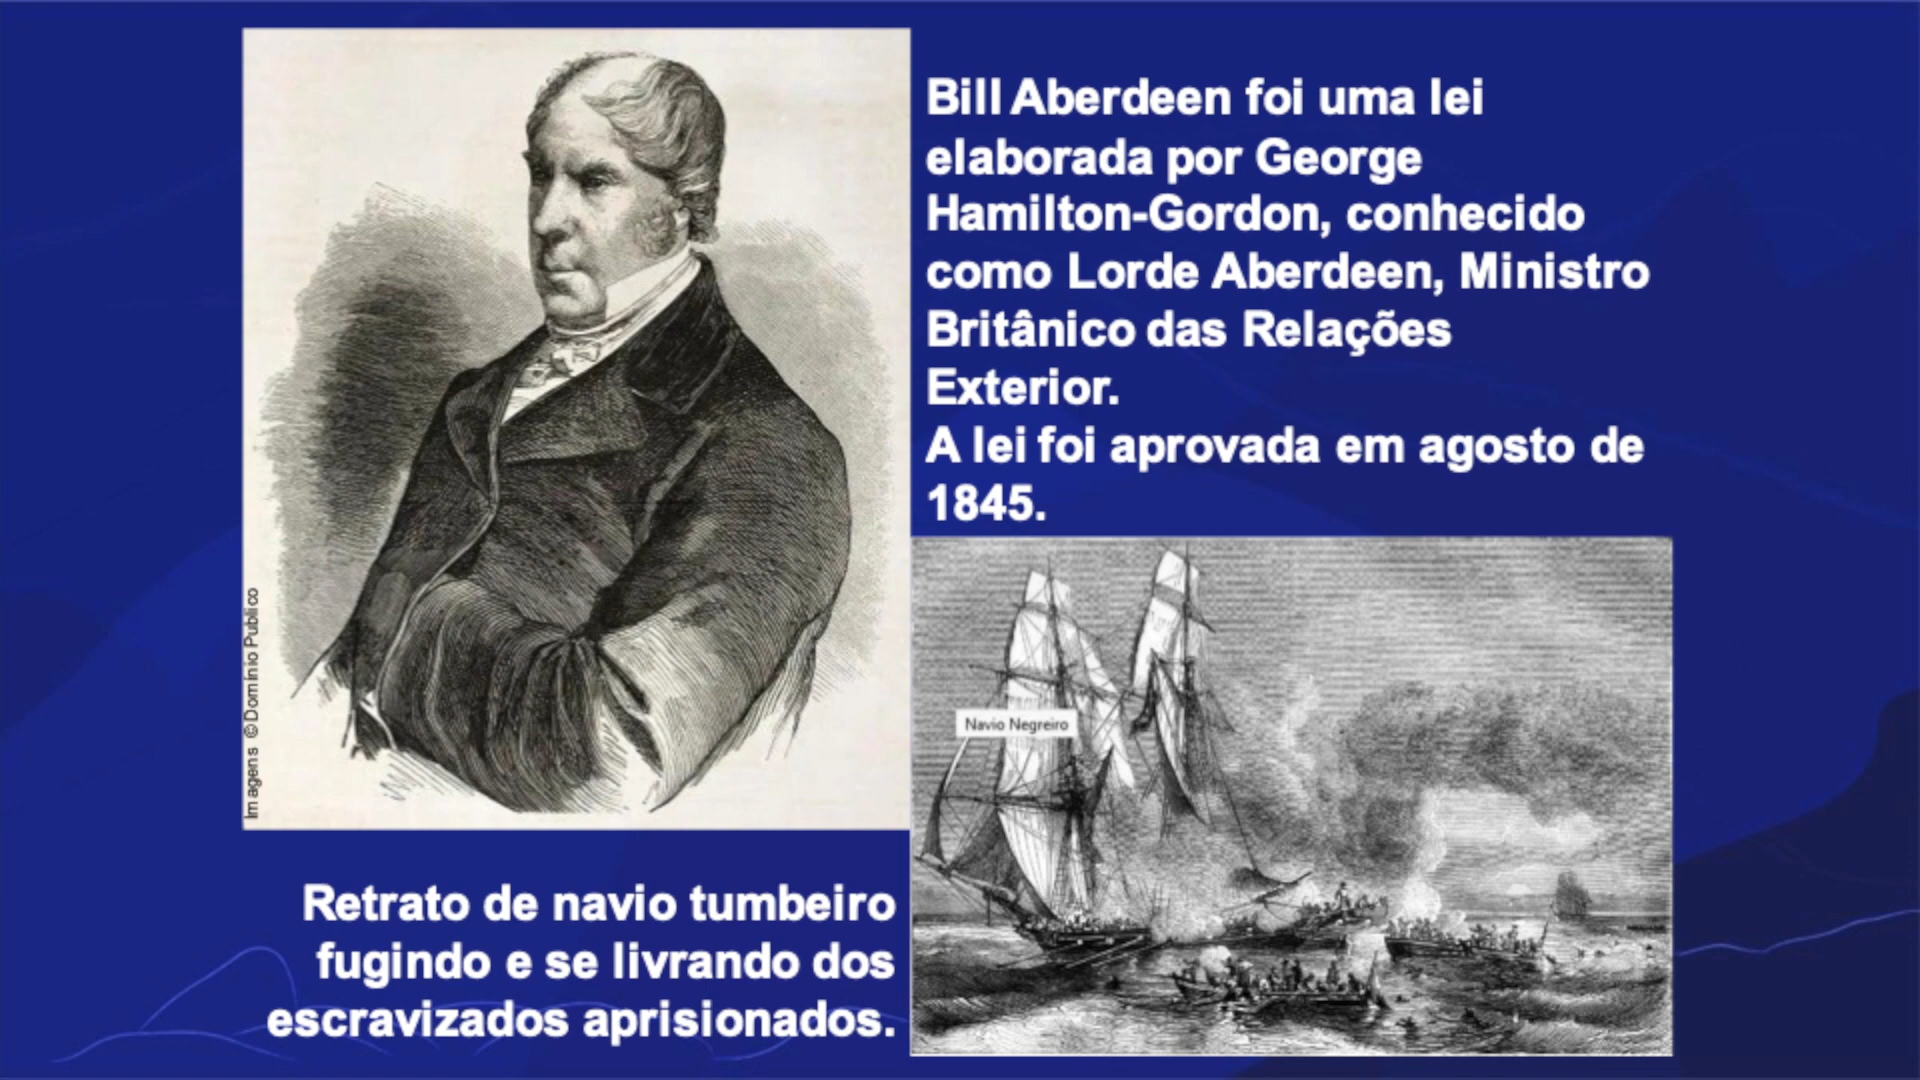 Bill Aberdeen foi uma lei
elaborada por George
Hamilton-Gordon, conhecido
como Lorde Aberdeen, Ministro
Britânico das Relações
Exterior.
A lei foi aprovada em agosto de
1845.
Imagens ©Domínio Público
Navio Negreiro
Retrato de navio tumbeiro
fugindo e se livrando dos
escravizados aprisionados.